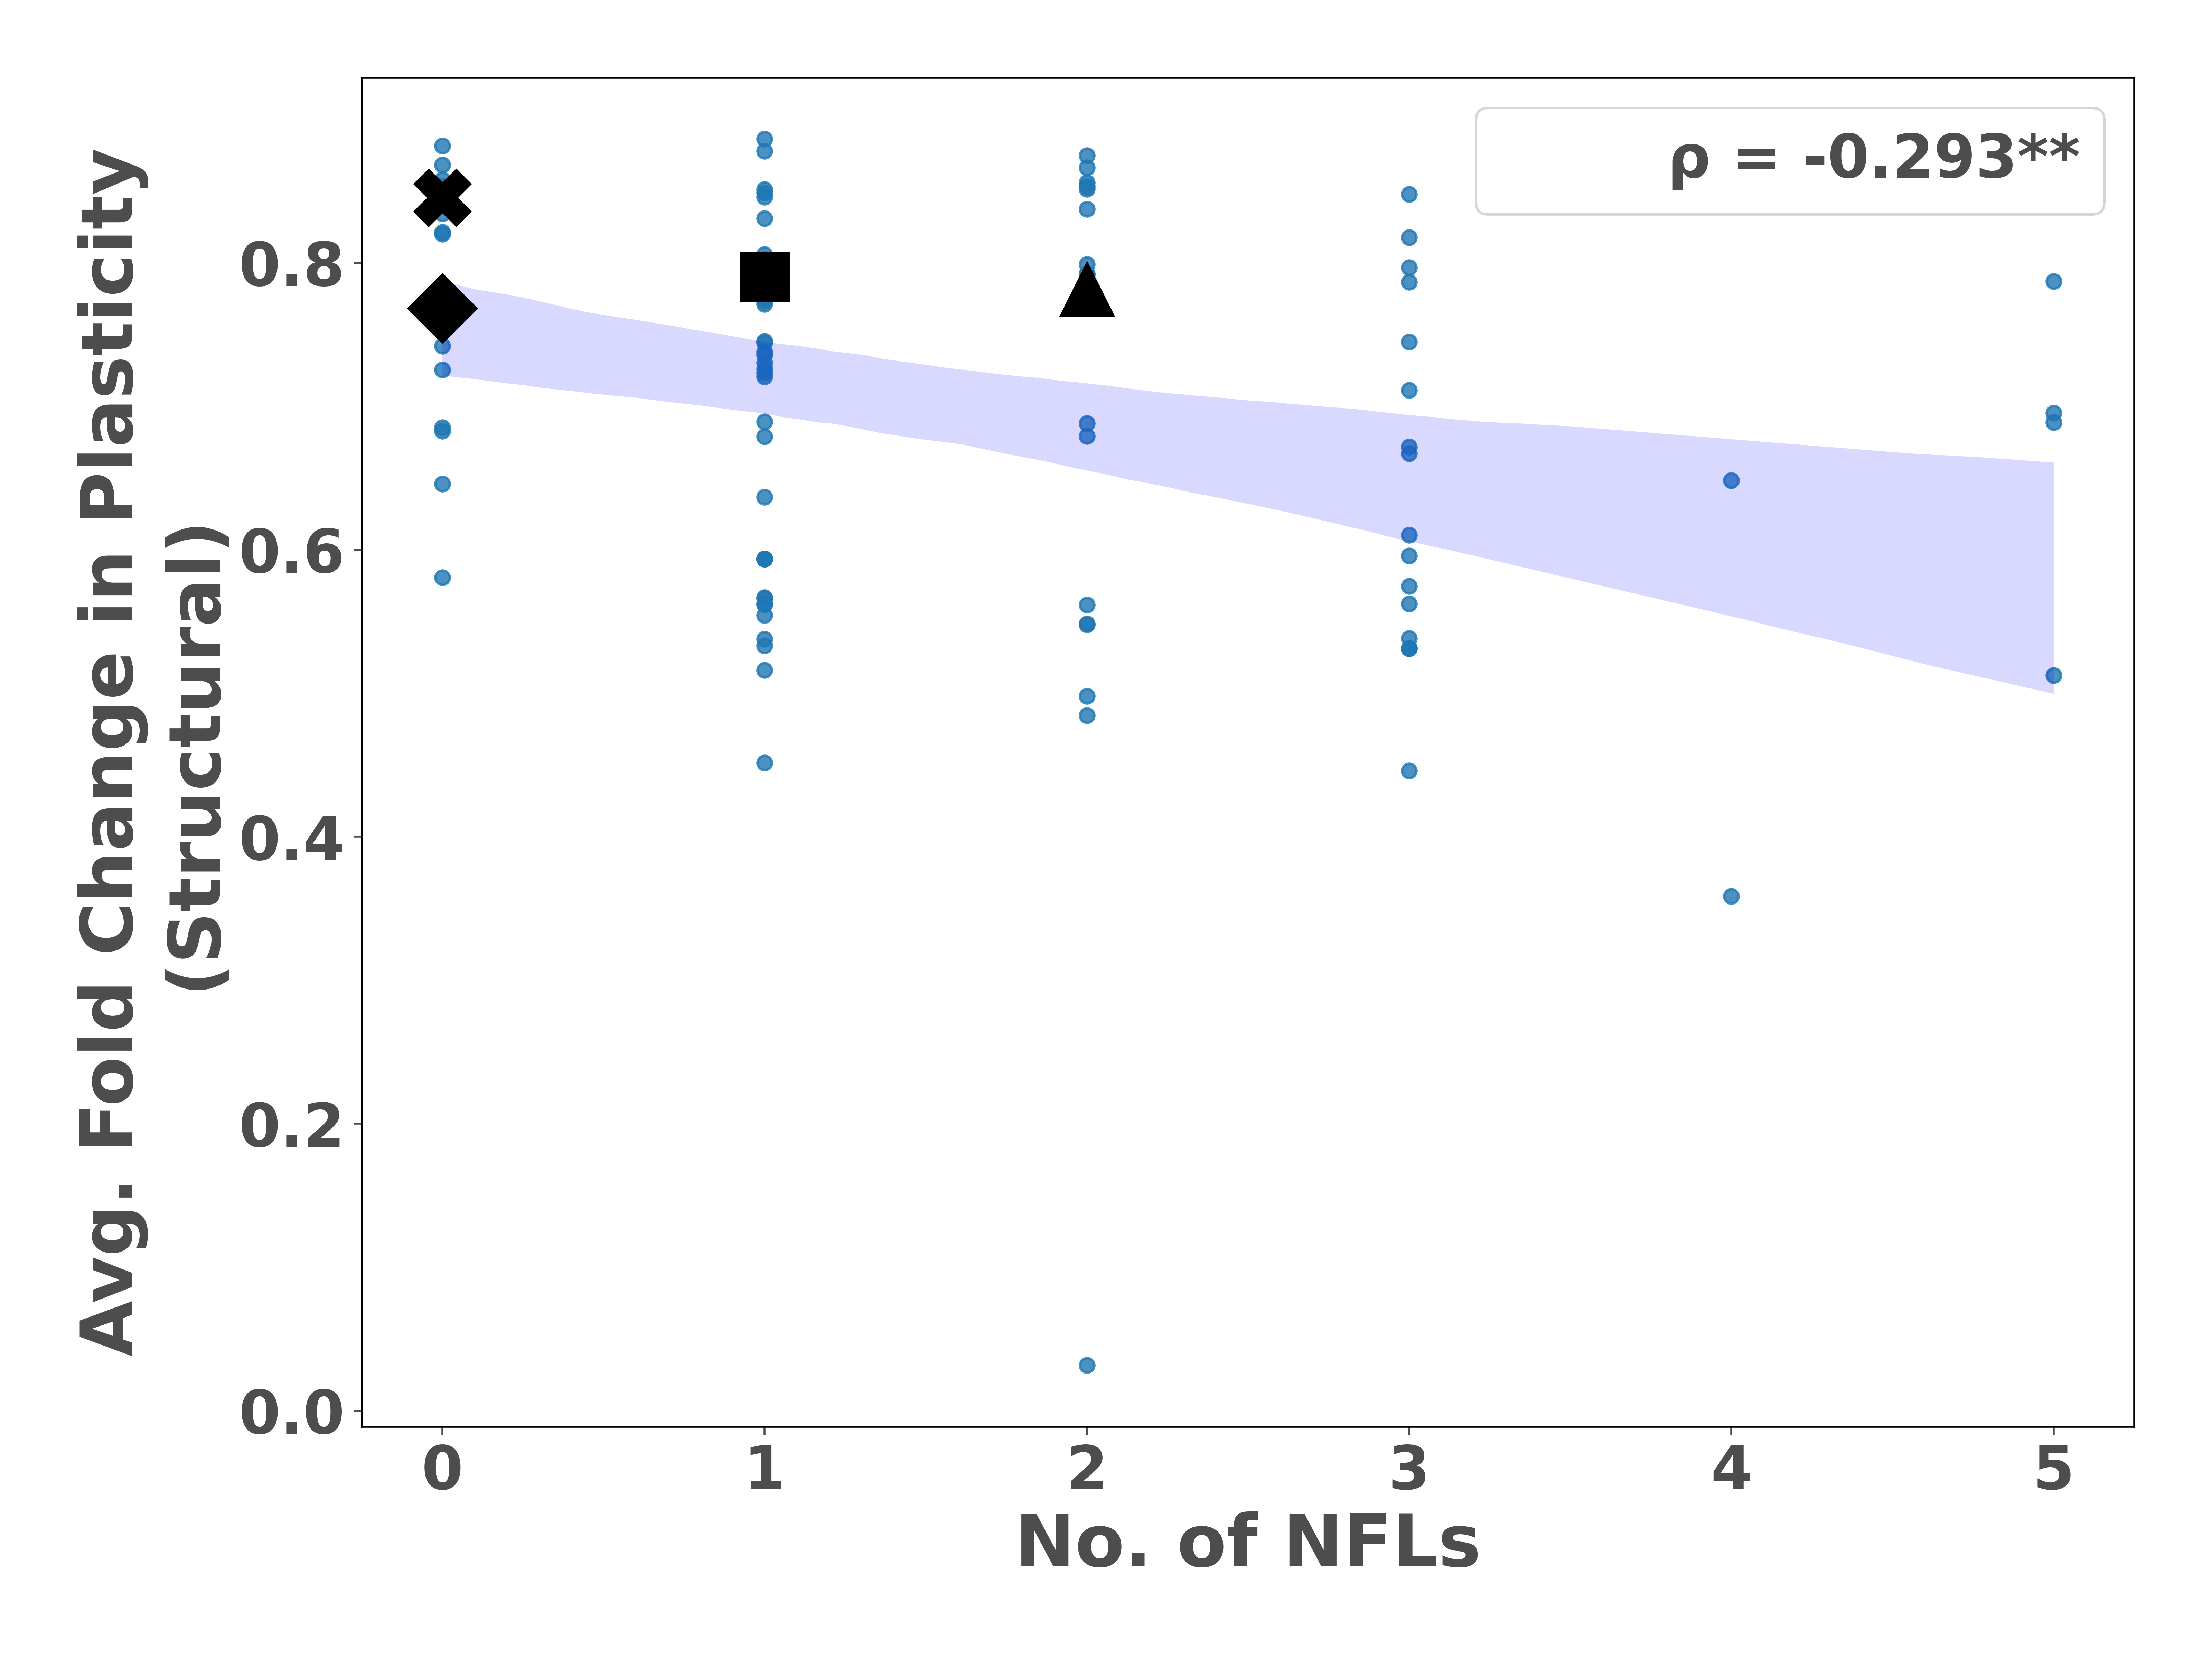 ρ = -0.293**
Avg. Fold Change in Plasticity
(Structural)
0.8
0.6
0.4
0.2
0.0
0 1 2 3 4 5
No. of NFLs